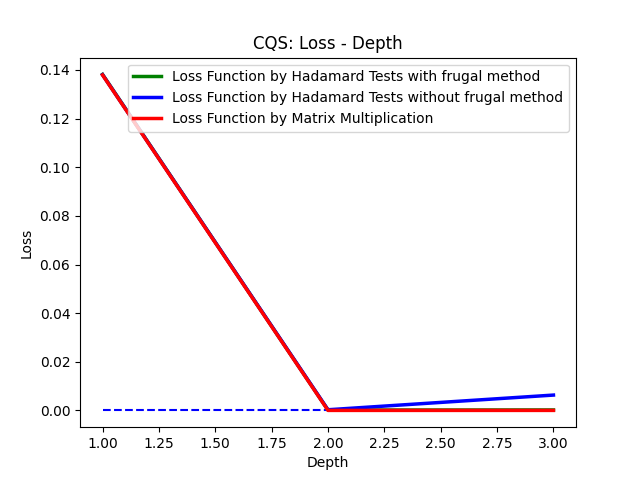 CQS: Loss - Depth
Loss Function by Hadamard Tests with frugal method
Loss Function by Hadamard Tests without frugal method
Loss Function by Matrix Multiplication
Loss
0.14
0.12
0.10
0.08
0.06
0.04
0.02
0.00
1.00 1.25 1.50 1.75 2.00 2.25 2.50 2.75 3.00
Depth